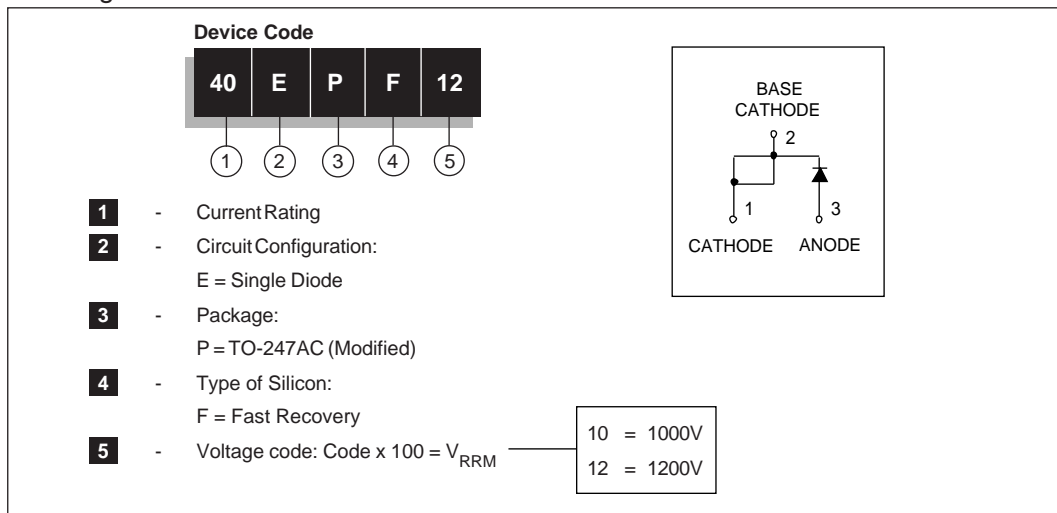 Device Code
40 E P F 12
1 2 3 4 5
1 - Current Rating
2 - Circuit Configuration:
E = Single Diode
3 - Package:
P = TO-247AC (Modified)
4 - Type of Silicon:
F = Fast Recovery
5 - Voltage code: Code x 100 = VRRM
10 = 1000V
12 = 1200V
BASE
CATHODE
2
1 3
CATHODE ANODE